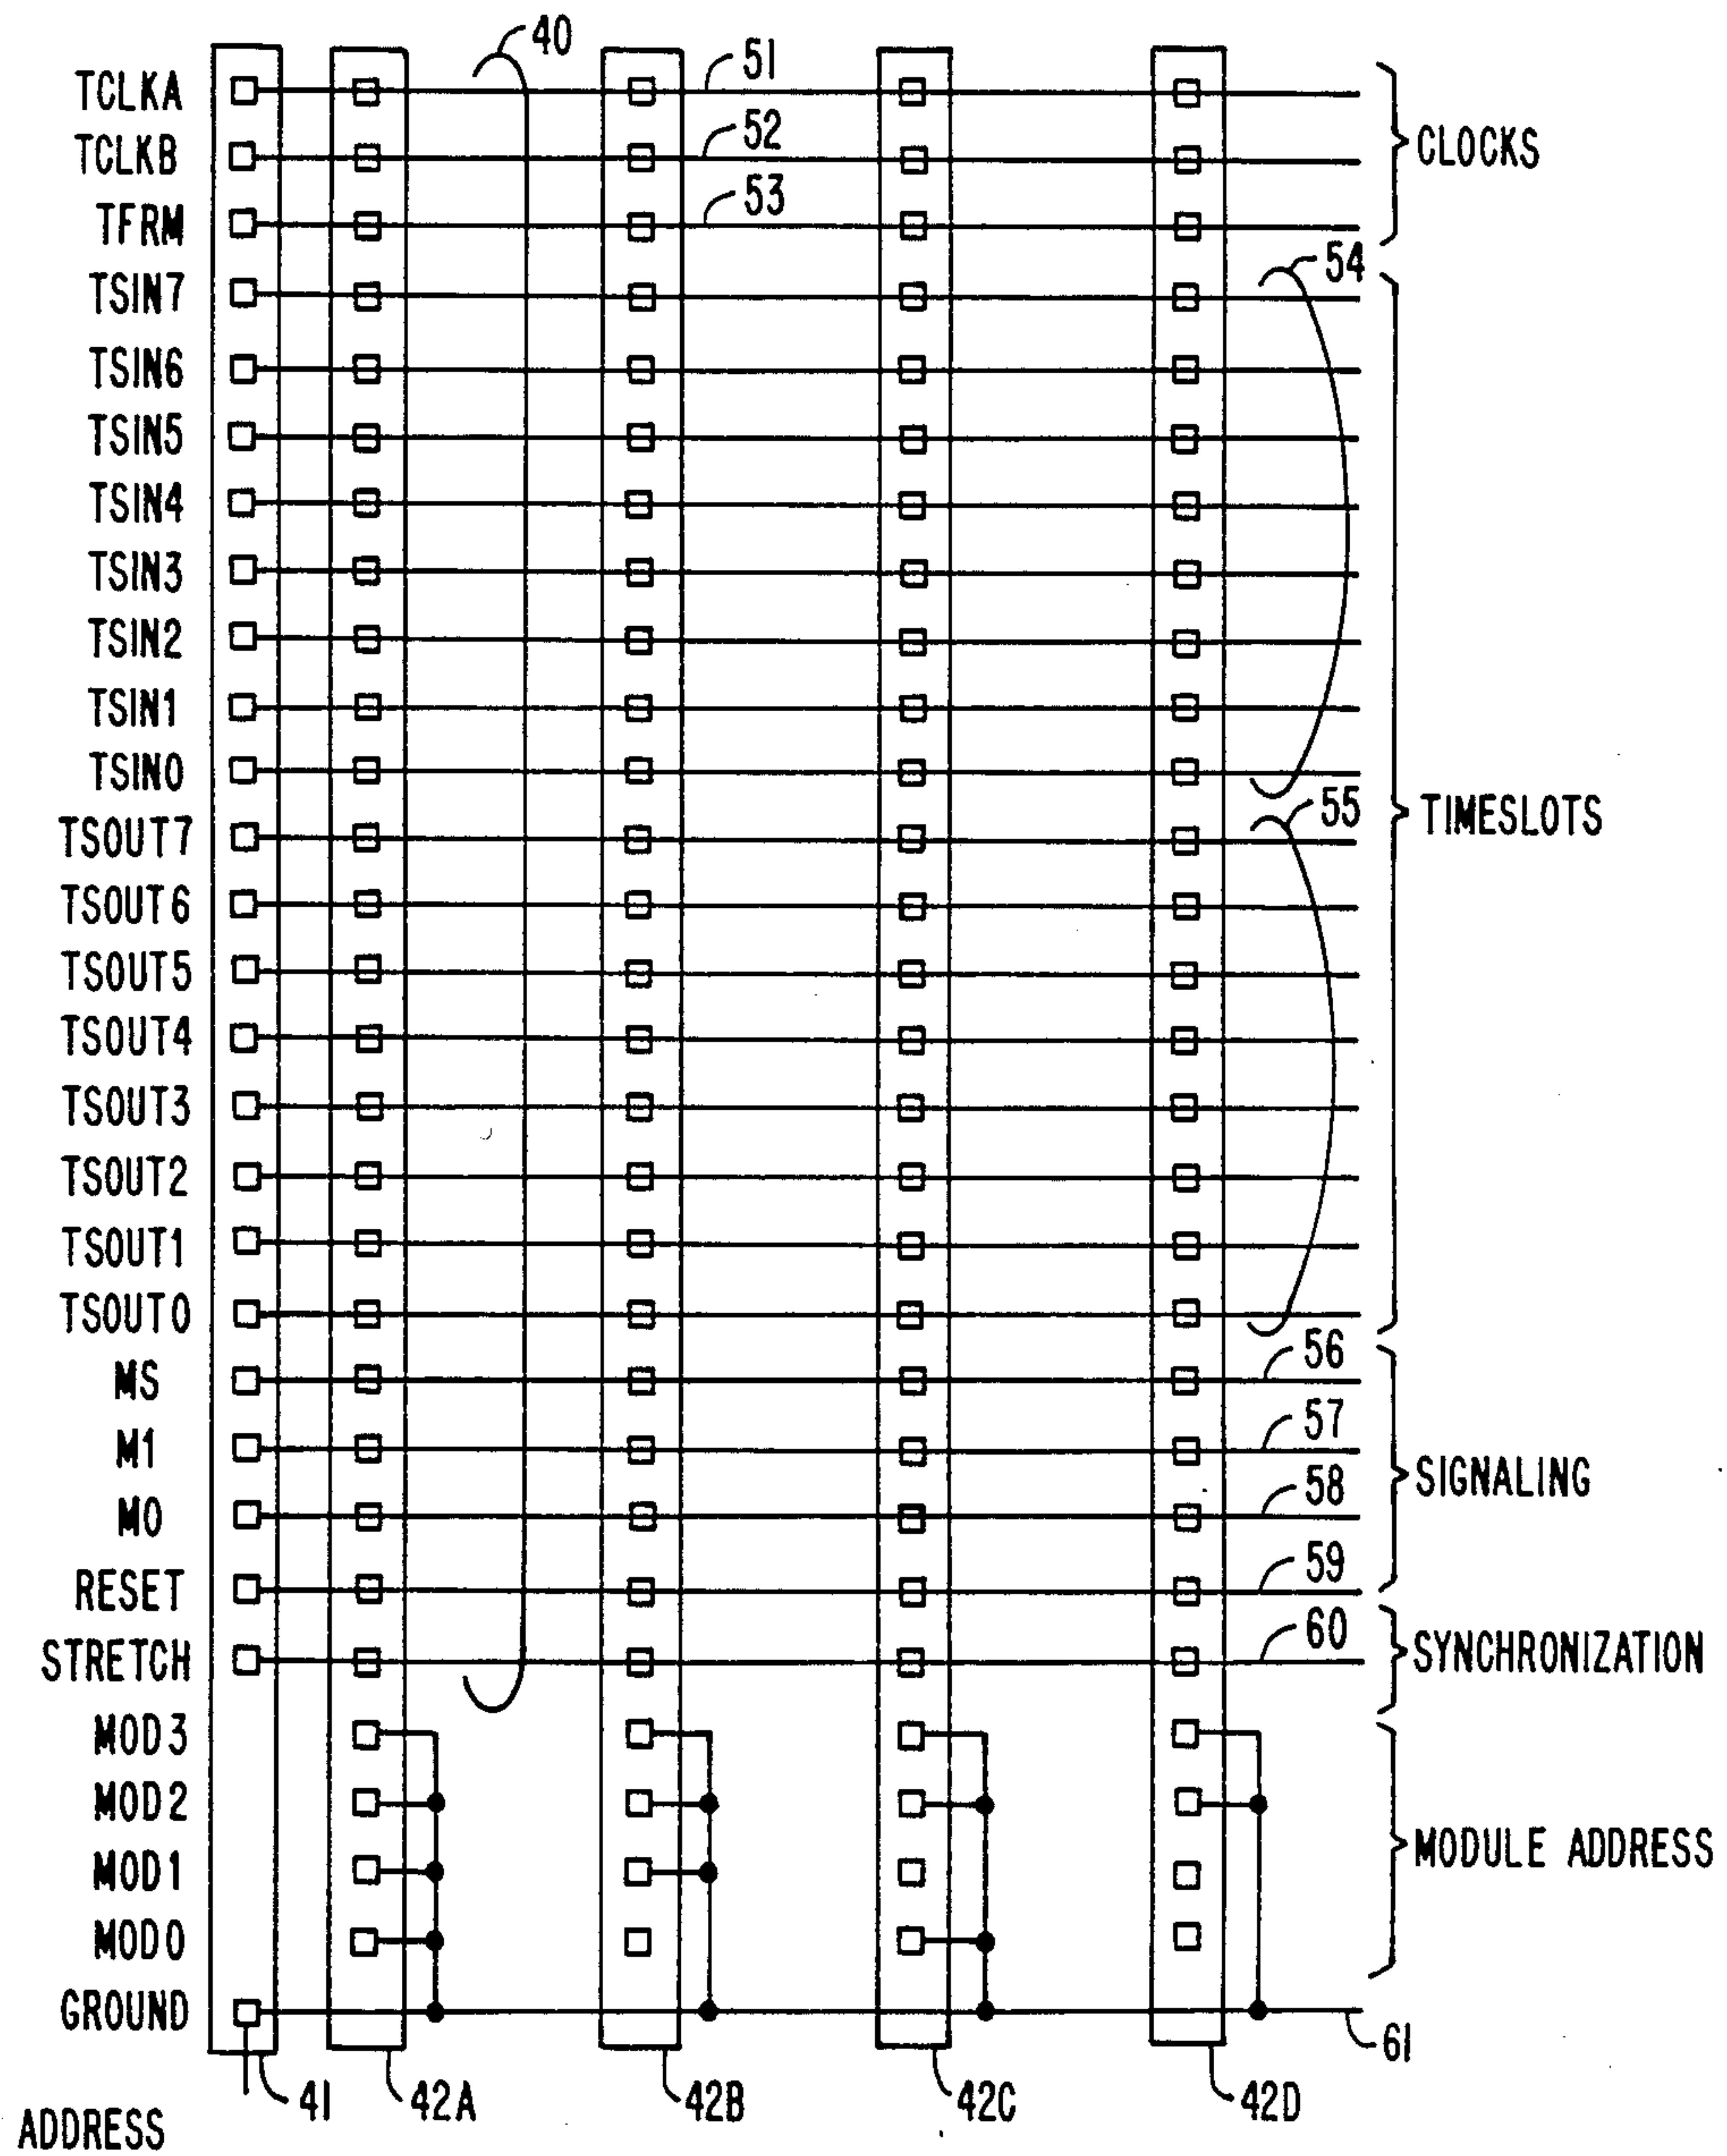 40
51
TCLKA
52
TCLKB
CLOCKS
53
TFRM
54
TSIN7
TSIN6
TSIN5
TSIN4
TSIN3
TSIN2
TSIN1
TSIN0
55
TSOUT7
TIMESLOTS
TSOUT6
TSOUT5
TSOUT4
TSOUT3
TSOUT2
TSOUT1
TSOUT0
56
MS
57
M1
SIGNALING
58
M0
59
RESET
60
STRETCH
SYNCHRONIZATION
MOD3
MOD2
MODULE ADDRESS
MOD1
MOD0
GROUND
61
41
42A
42B
42C
42D
ADDRESS